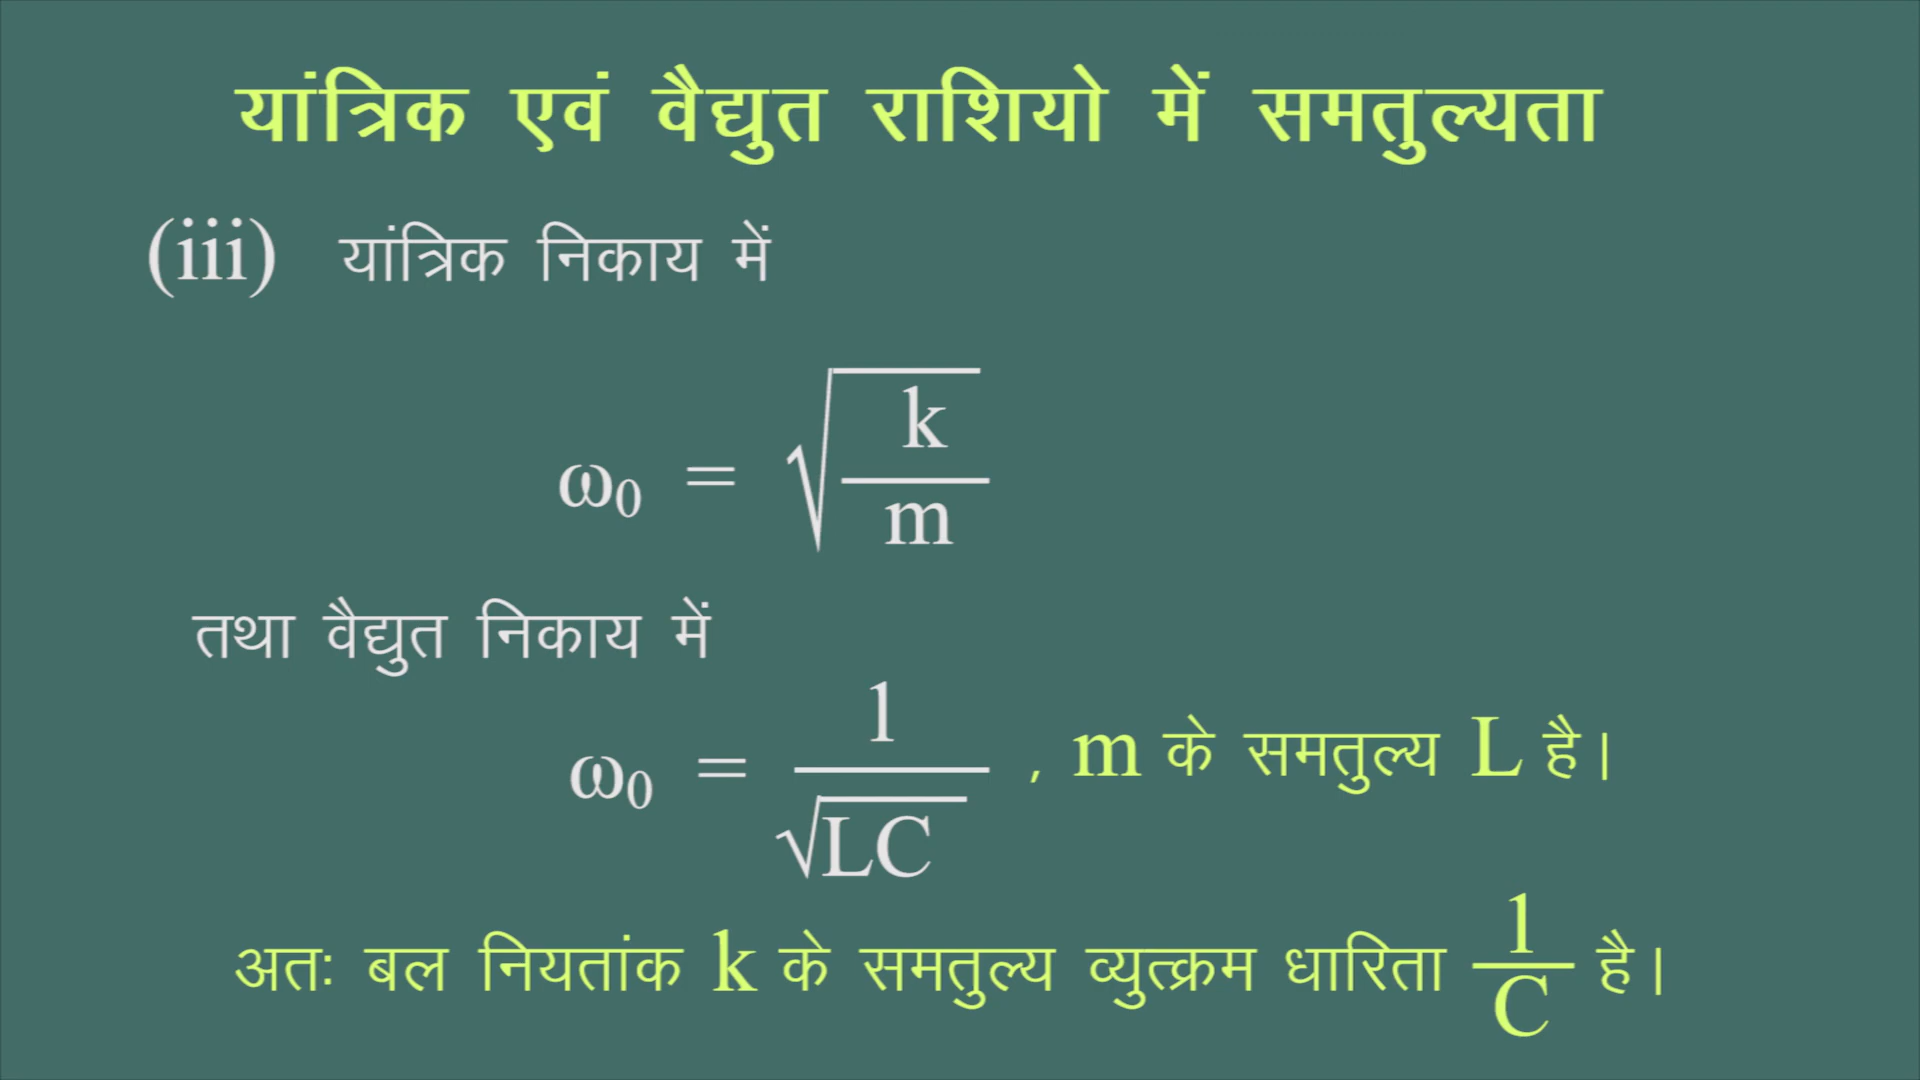 यांत्रिक एवं वैद्युत राशियो में समतुल्यता
(iii) यांत्रिक निकाय में
ω₀ = √(k/m)
तथा वैद्युत निकाय में
ω₀ = 1/√LC , m के समतुल्य L है।
अतः बल नियतांक k के समतुल्य व्युत्क्रम धारिता 1/C है।